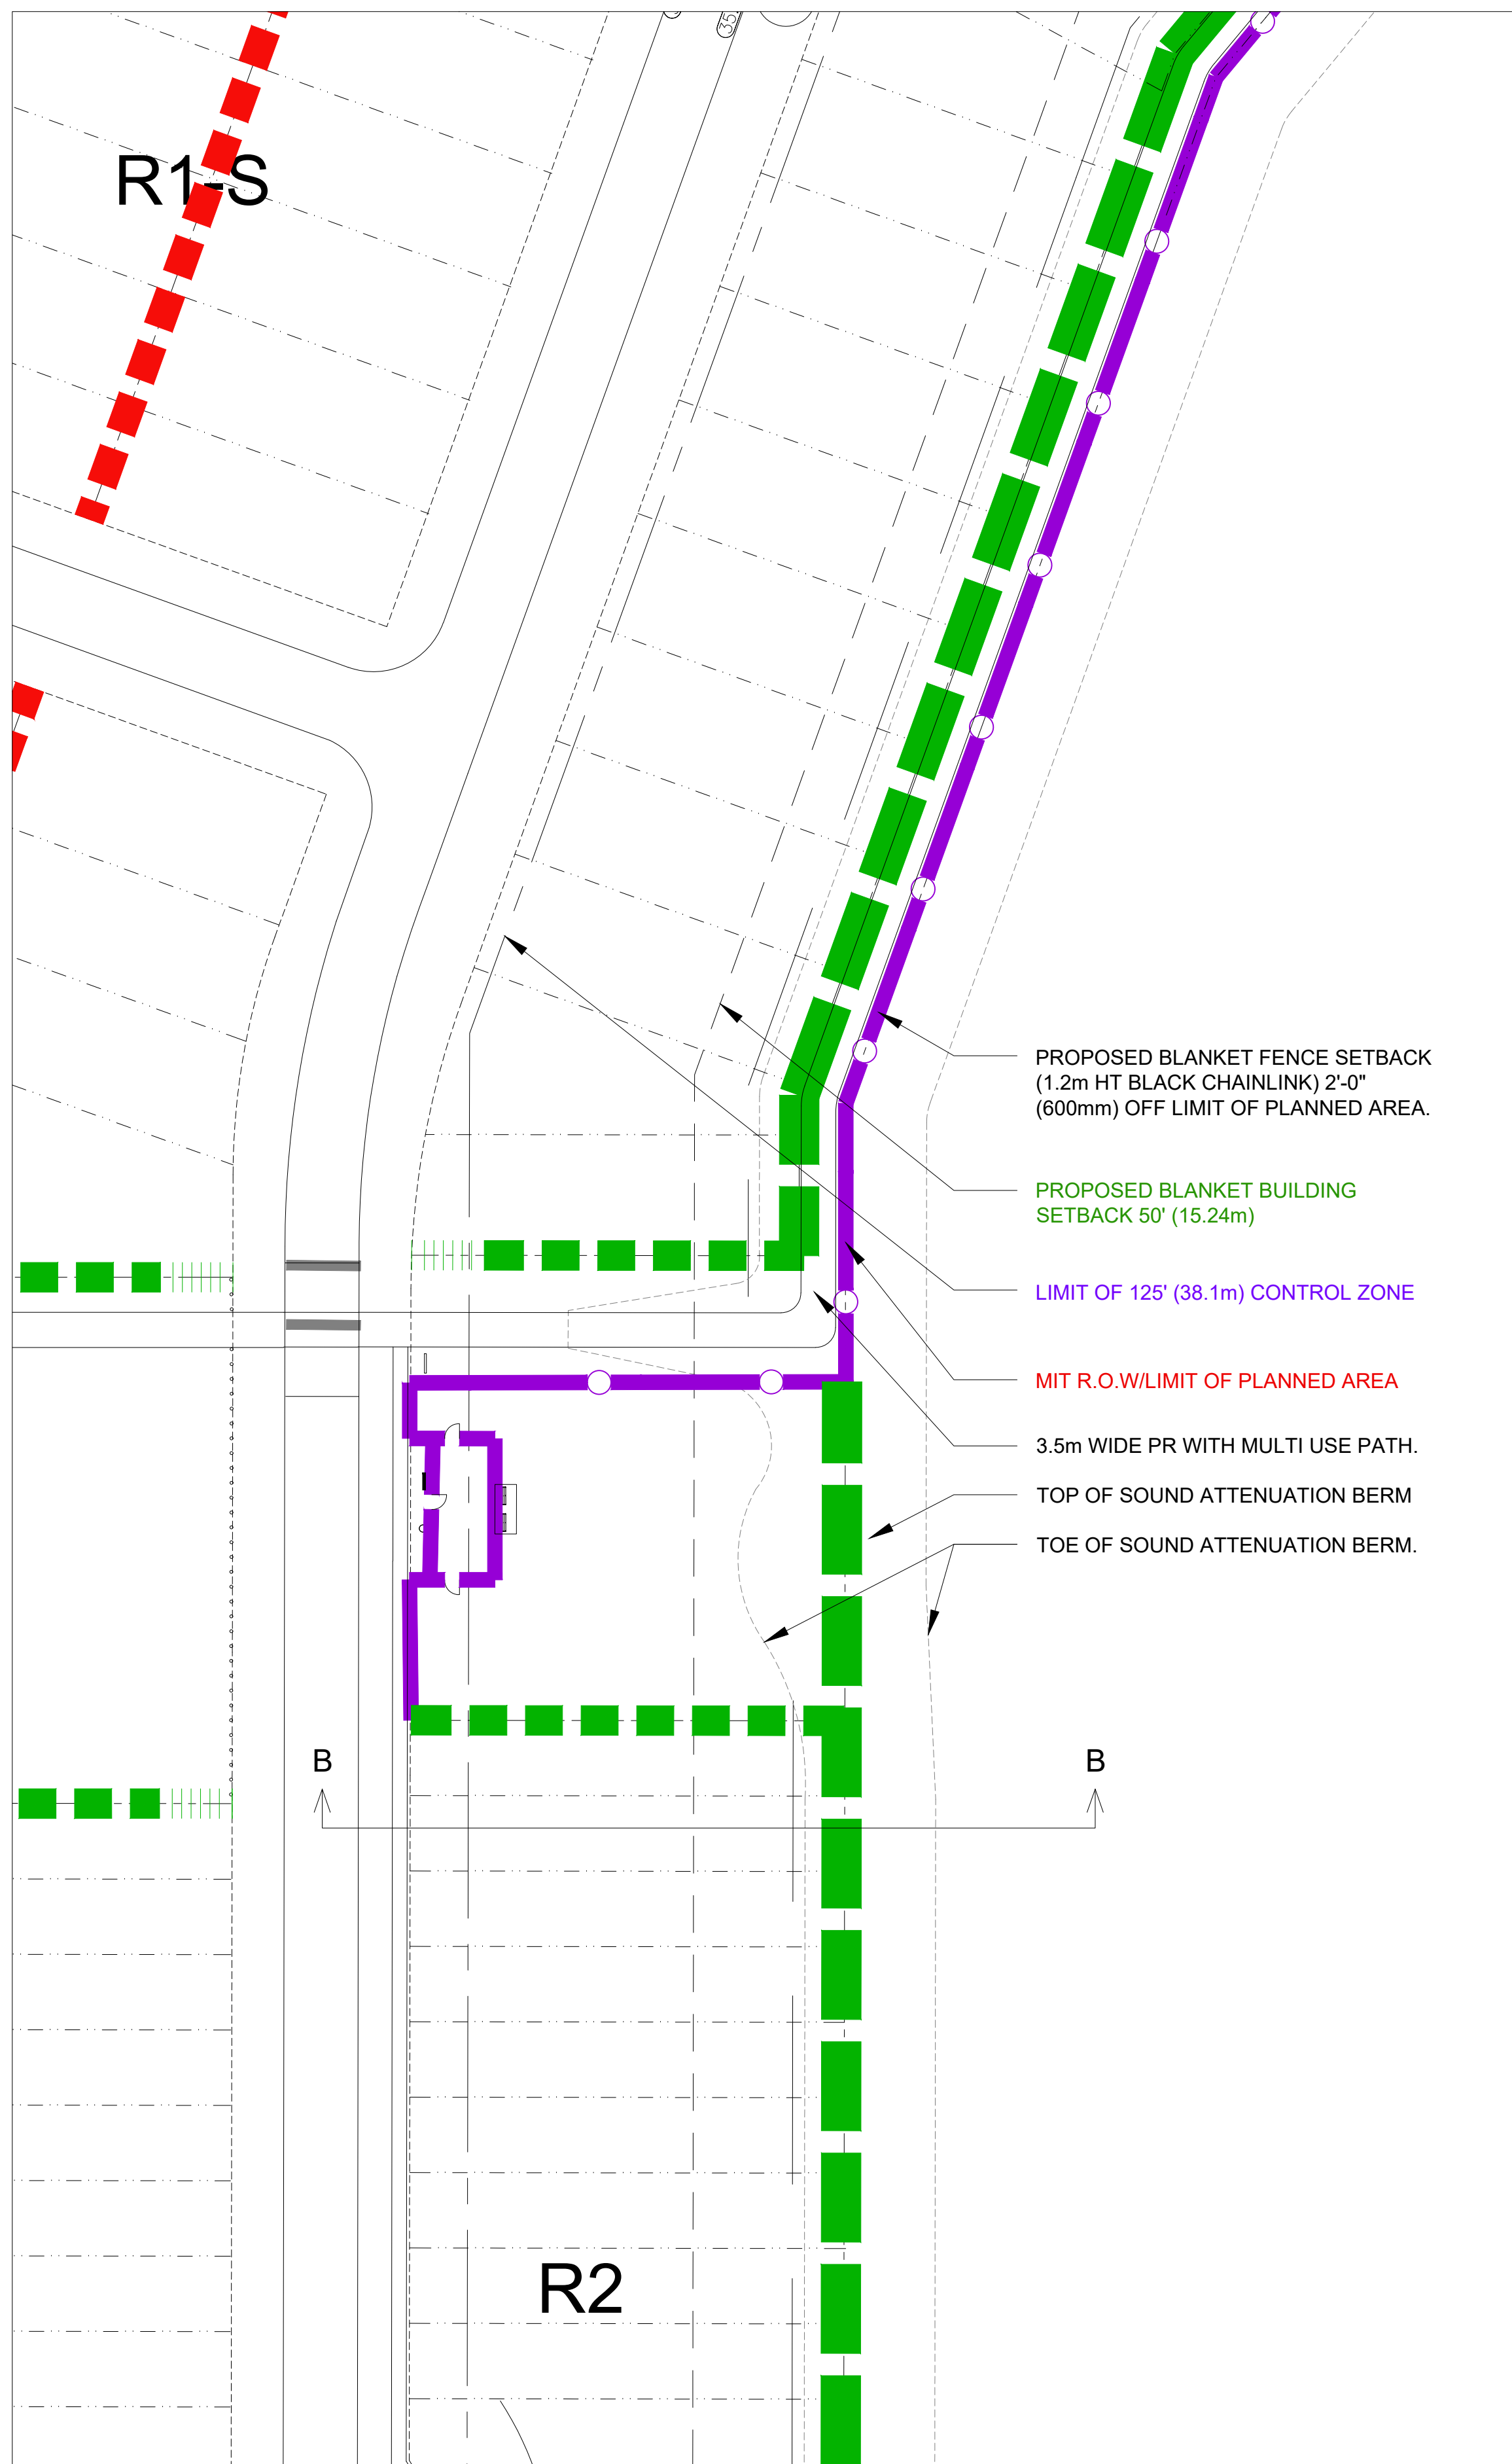 35.
R1-S
PROPOSED BLANKET FENCE SETBACK
(1.2m HT BLACK CHAINLINK) 2'-0"
(600mm) OFF LIMIT OF PLANNED AREA.
PROPOSED BLANKET BUILDING
SETBACK 50' (15.24m)
LIMIT OF 125' (38.1m) CONTROL ZONE
MIT R.O.W/LIMIT OF PLANNED AREA
3.5m WIDE PR WITH MULTI USE PATH.
TOP OF SOUND ATTENUATION BERM
TOE OF SOUND ATTENUATION BERM.
B B
R2